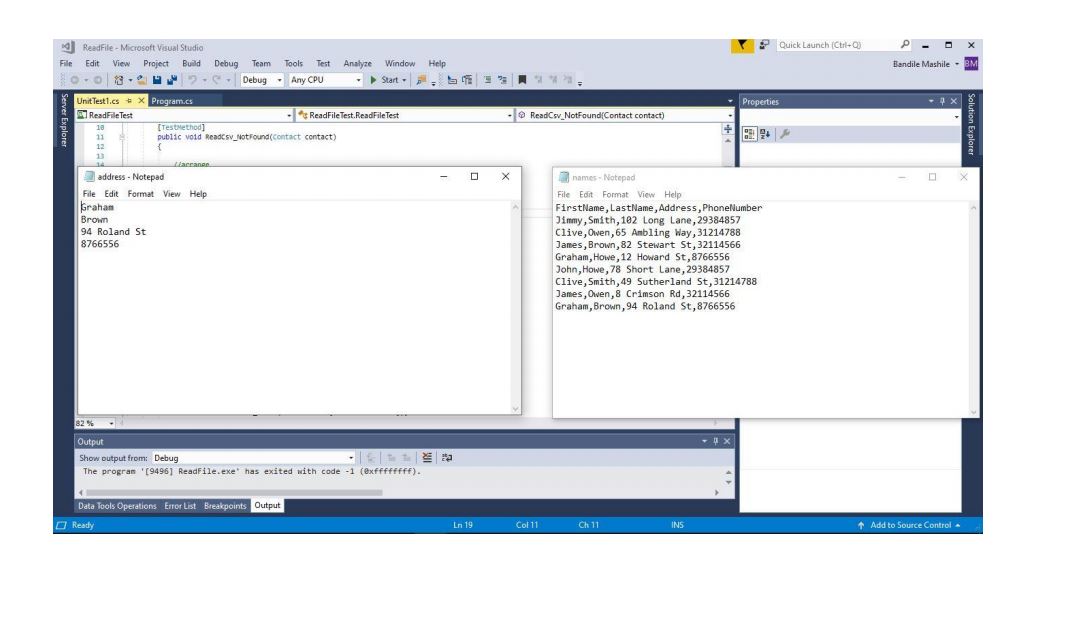 ReadFile - Microsoft Visual Studio
Quick Launch (Ctrl+Q)
File Edit View Project Build Debug Team Tools Test Analyze Window Help
Bandile Mashile BM
Debug Any CPU Start
Server Explorer
UnitTest1.cs Program.cs
ReadFileTest ReadFileTest.ReadFileTest ReadCsv_NotFound(Contact contact)
10 [TestMethod]
11 public void ReadCsv_NotFound(Contact contact)
12 {
13
14 //arrange
address - Notepad
File Edit Format View Help
Graham
Brown
94 Roland St
8766556
names - Notepad
File Edit Format View Help
FirstName,LastName,Address,PhoneNumber
Jimmy,Smith,102 Long Lane,29384857
Clive,Owen,65 Ambling Way,31214788
James,Brown,82 Stewart St,32114566
Graham,Howe,12 Howard St,8766556
John,Howe,78 Short Lane,29384857
Clive,Smith,49 Sutherland St,31214788
James,Owen,8 Crimson Rd,32114566
Graham,Brown,94 Roland St,8766556
Properties
Solution Explorer
82 %
Output
Show output from: Debug
The program '[9496] ReadFile.exe' has exited with code -1 (0xffffffff).
Data Tools Operations Error List Breakpoints Output
Ready Ln 19 Col 11 Ch 11 INS Add to Source Control